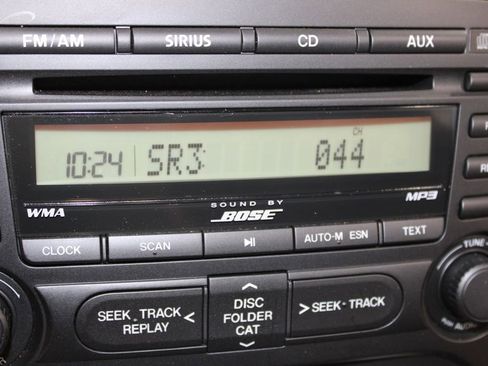 FM/AM SIRIUS CD AUX
CH
10:24 SR3 044
WMA SOUND BY BOSE MP3
CLOCK SCAN AUTO-M ESN TEXT
SEEK TRACK REPLAY DISC FOLDER CAT SEEK TRACK
TUNE
AUDIO